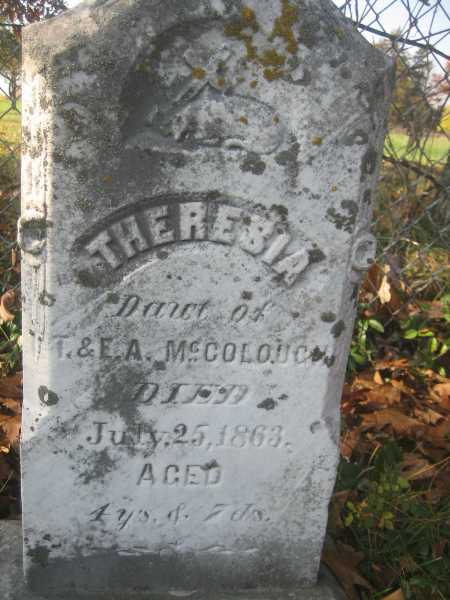 THERESIA
Daut of
T. & E.A. McCOLOUGH
DIED
July. 25, 1863.
AGED
4 ys. & 7 ds.